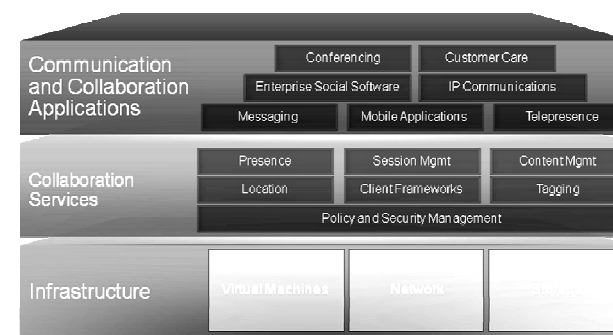 Communication
and Collaboration
Applications
Conferencing
Customer Care
Enterprise Social Software
IP Communications
Messaging
Mobile Applications
Telepresence
Collaboration
Services
Presence
Session Mgmt
Content Mgmt
Location
Client Frameworks
Tagging
Policy and Security Management
Infrastructure
Virtual Machines
Network